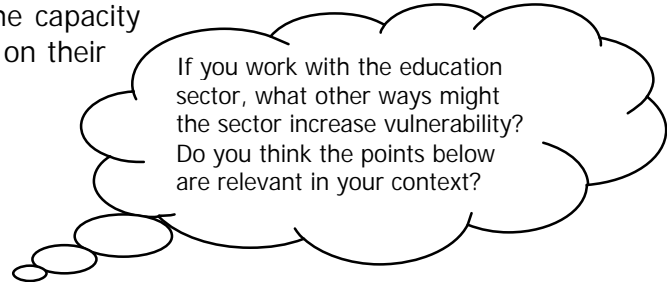 ne capacity
on their
If you work with the education
sector, what other ways might
the sector increase vulnerability?
Do you think the points below
are relevant in your context?